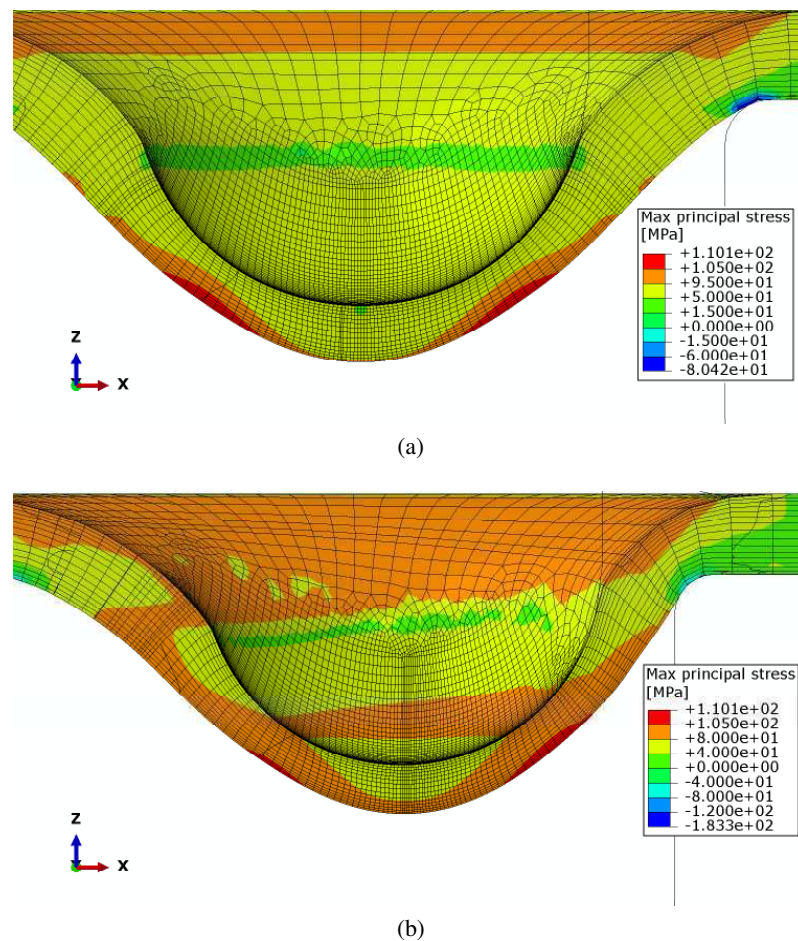 Max principal stress
[MPa]
+1.101e+02
+1.050e+02
+9.500e+01
+5.000e+01
+1.500e+01
+0.000e+00
-1.500e+01
-6.000e+01
-8.042e+01
z
x
(a)
Max principal stress
[MPa]
+1.101e+02
+1.050e+02
+8.000e+01
+4.000e+01
+0.000e+00
-4.000e+01
-8.000e+01
-1.200e+02
-1.833e+02
z
x
(b)